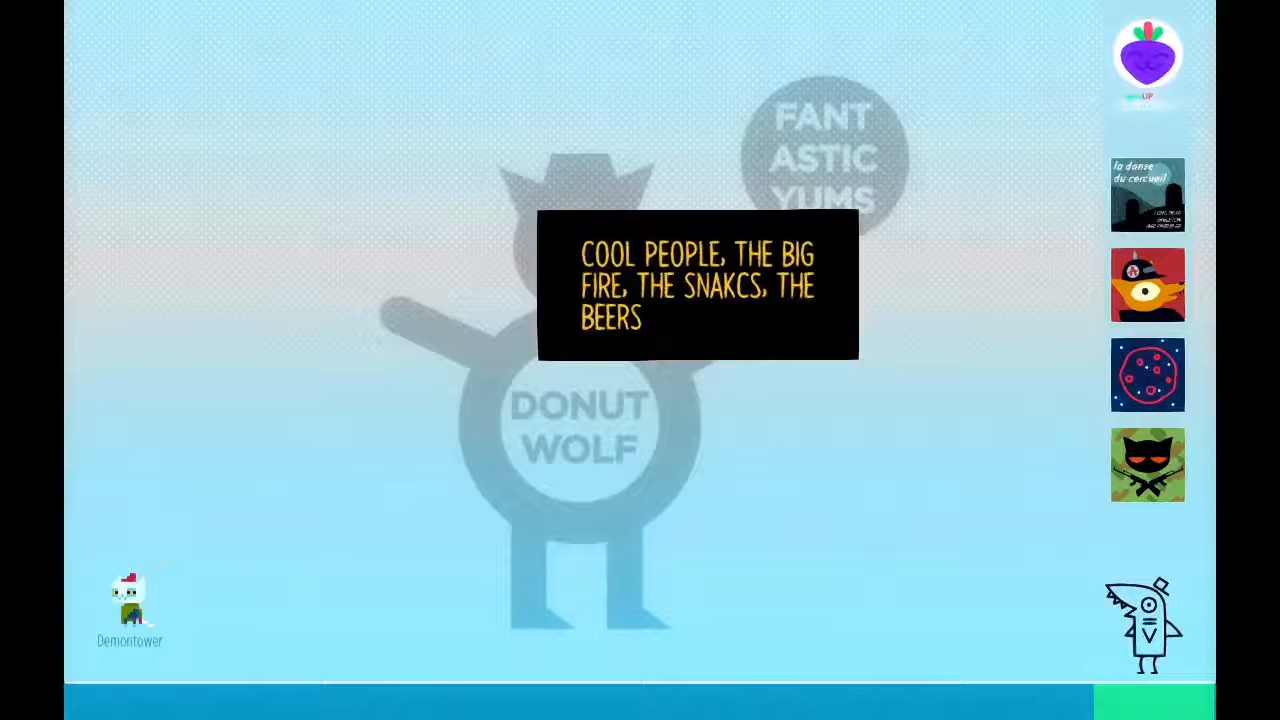 FANT
ASTIC
YUMS
UP
la danse
du cercueil
COOL PEOPLE, THE BIG
FIRE, THE SNAKCS, THE
BEERS
A
DONUT
WOLF
Demontower